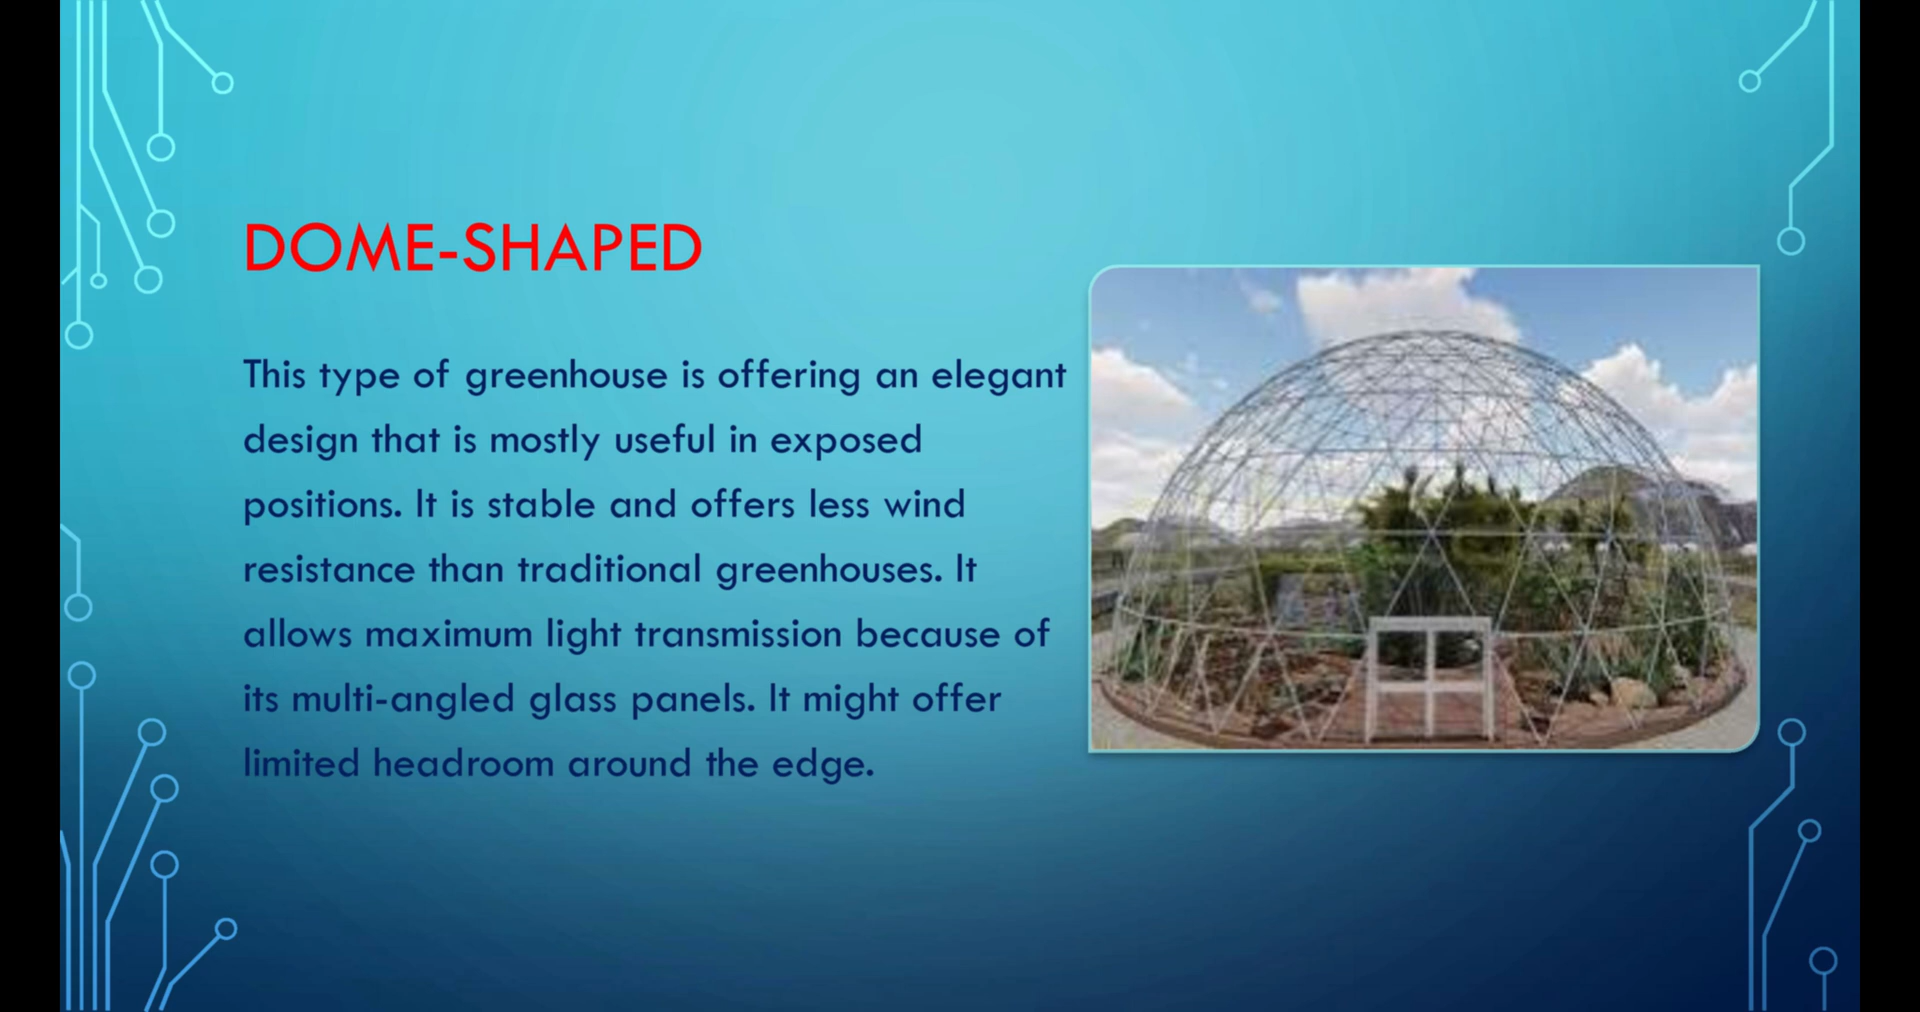 DOME-SHAPED
This type of greenhouse is offering an elegant
design that is mostly useful in exposed
positions. It is stable and offers less wind
resistance than traditional greenhouses. It
allows maximum light transmission because of
its multi-angled glass panels. It might offer
limited headroom around the edge.